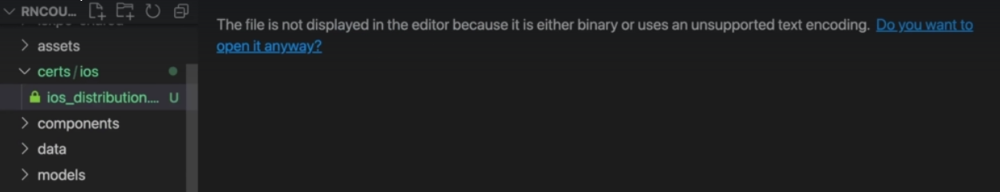 RNCOU...
The file is not displayed in the editor because it is either binary or uses an unsupported text encoding. Do you want to
open it anyway?
assets
certs/ios
ios_distribution.... U
components
data
models